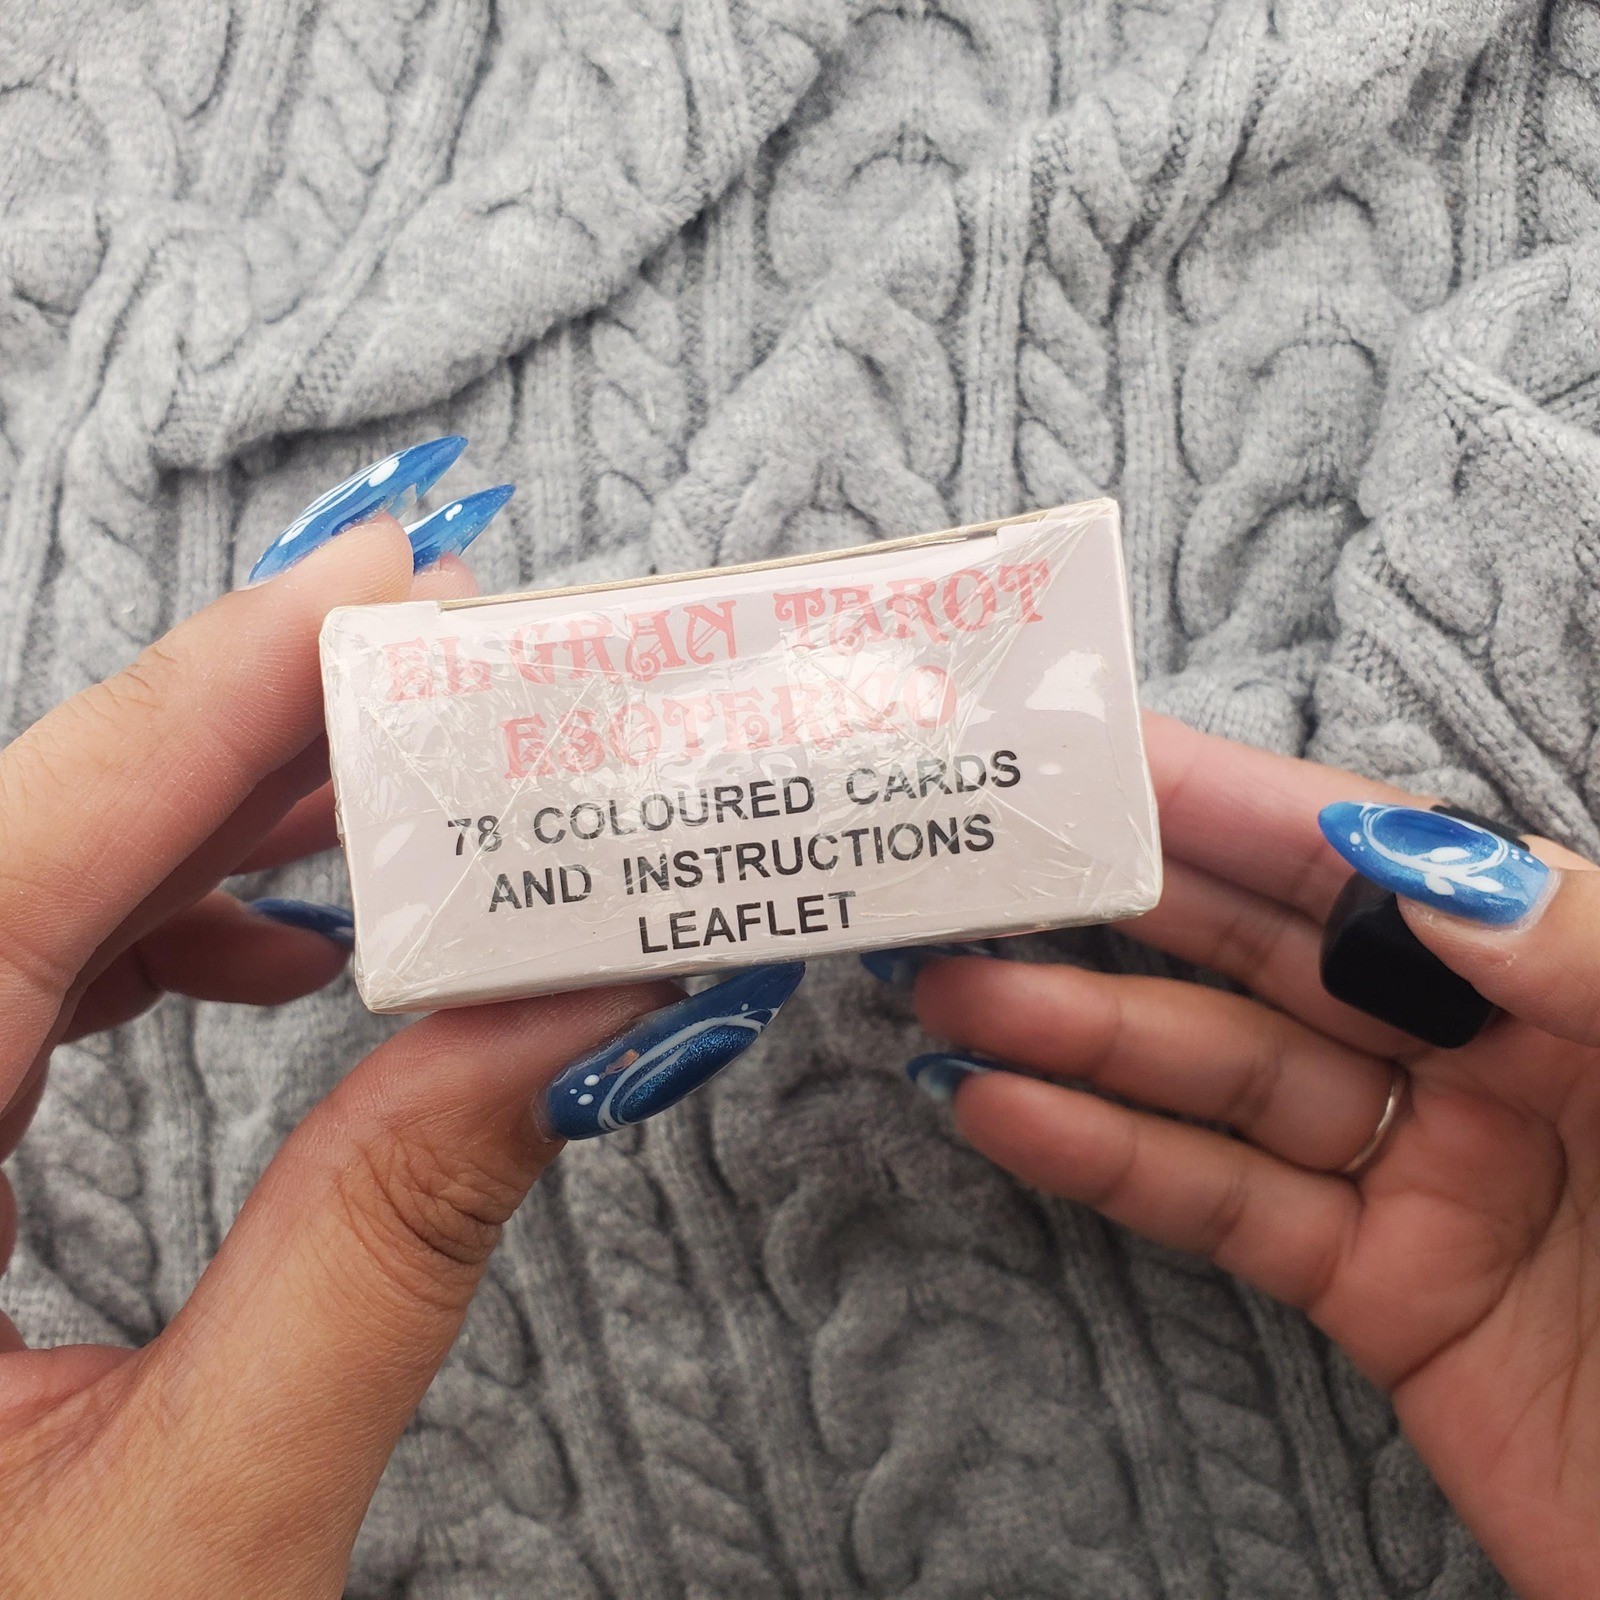 EL GRAN TAROT
ESOTERICO
78 COLOURED CARDS
AND INSTRUCTIONS
LEAFLET